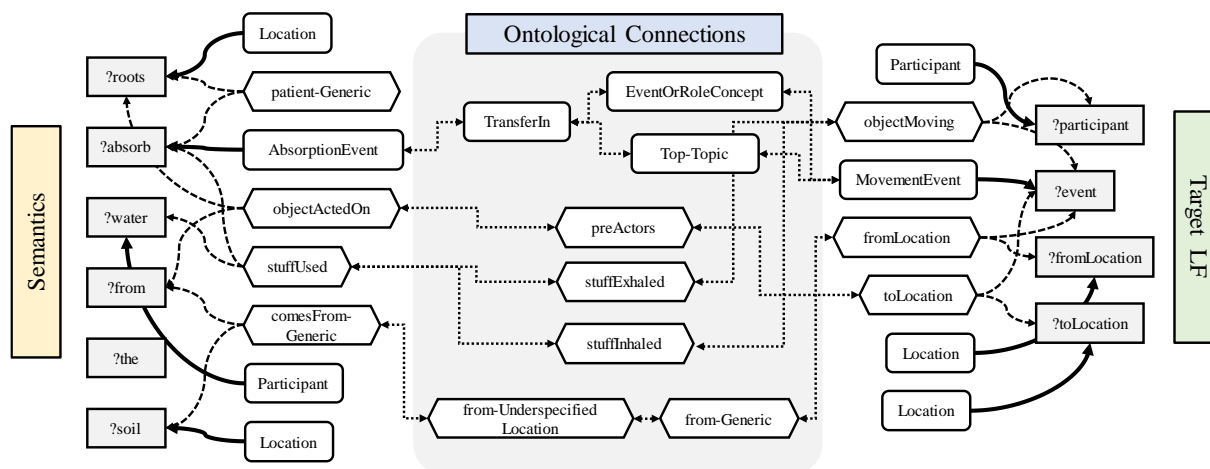 Ontological Connections
Semantics
Target LF
Location
?roots
patient-Generic
?absorb
AbsorptionEvent
?water
objectActedOn
?from
stuffUsed
comesFrom-
Generic
?the
Participant
?soil
Location
TransferIn
EventOrRoleConcept
Top-Topic
preActors
stuffExhaled
stuffInhaled
from-Underspecified
Location
from-Generic
Participant
objectMoving
?participant
MovementEvent
?event
fromLocation
?fromLocation
toLocation
?toLocation
Location
Location